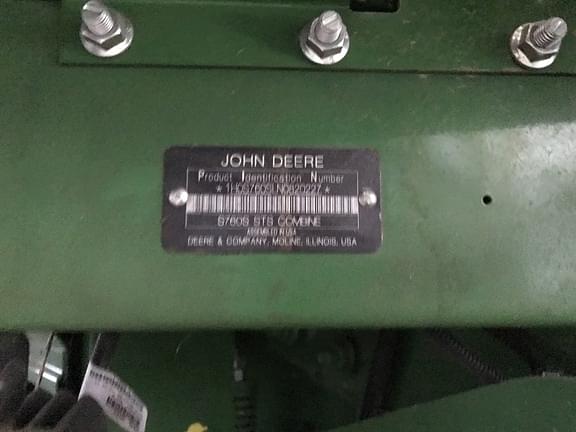 JOHN DEERE
Product Identification Number
*1H0S760SLN0820227*
S760S STS COMBINE
ASSEMBLED IN USA
DEERE & COMPANY, MOLINE, ILLINOIS, USA